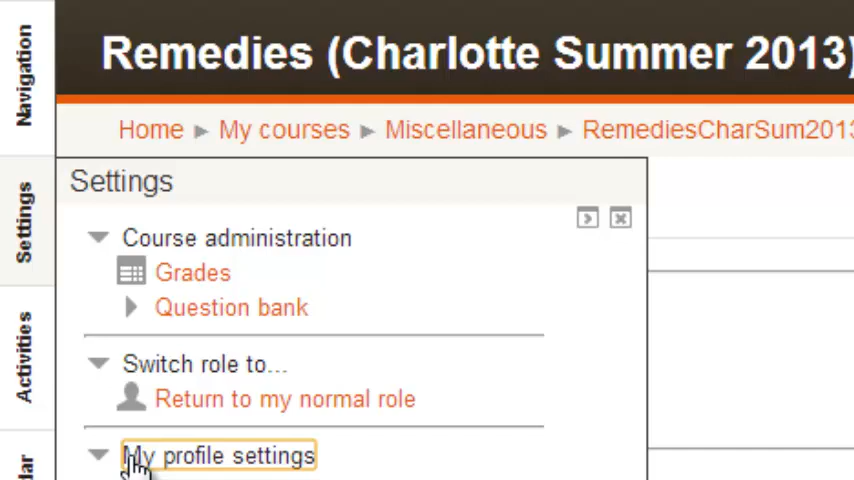 Navigation
Remedies (Charlotte Summer 2013)
Home ► My courses ► Miscellaneous ► RemediesCharSum2013
Settings
Settings
Course administration
Grades
Question bank
Activities
Switch role to...
Return to my normal role
My profile settings